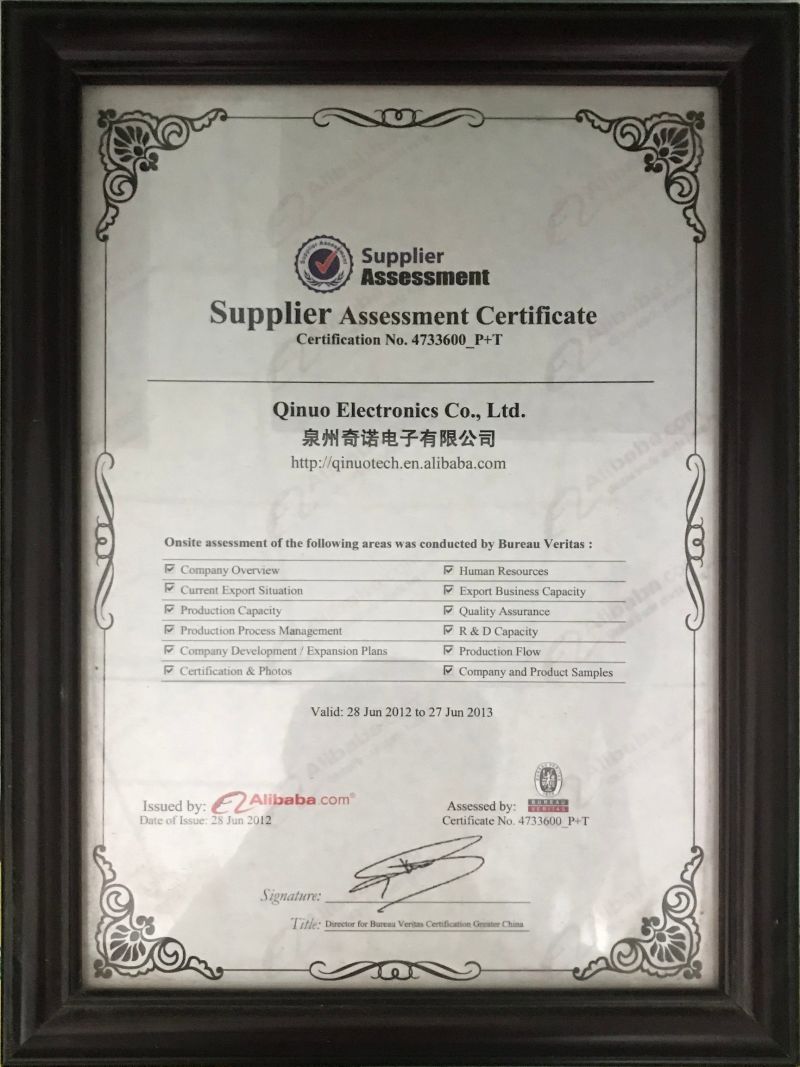 Supplier Assessment
Supplier
Assessment
Supplier Assessment Certificate
Certification No. 4733600_P+T
Qinuo Electronics Co., Ltd.
泉州奇诺电子有限公司
http://qinuotech.en.alibaba.com
Onsite assessment of the following areas was conducted by Bureau Veritas :
Company Overview
Human Resources
Current Export Situation
Export Business Capacity
Production Capacity
Quality Assurance
Production Process Management
R & D Capacity
Company Development / Expansion Plans
Production Flow
Certification & Photos
Company and Product Samples
Valid: 28 Jun 2012 to 27 Jun 2013
Issued by: Alibaba.com®
Date of Issue: 28 Jun 2012
Assessed by: BUREAU VERITAS
Certificate No. 4733600_P+T
Signature:
Title: Director for Bureau Veritas Certification Greater China